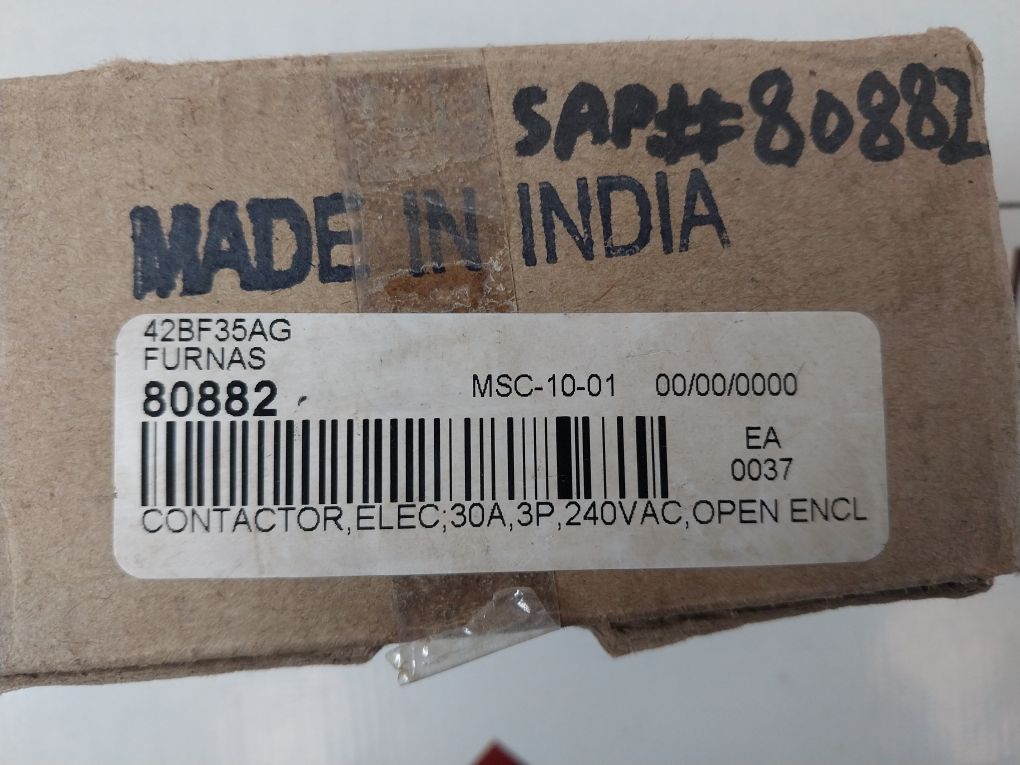 SAP##80882
MADE IN INDIA
42BF35AG
FURNAS
80882
MSC-10-01 00/00/0000
EA
0037
CONTACTOR,ELEC;30A,3P,240VAC,OPEN ENCL